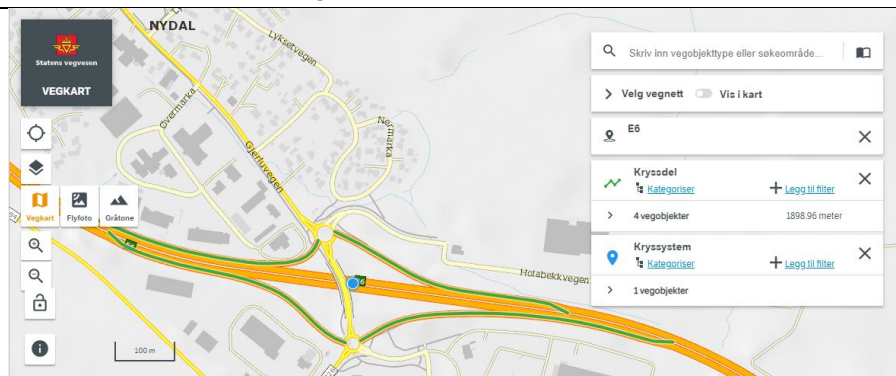 NYDAL
Lyksetvegen
Statens vegvesen
VEGKART
Skriv inn vegobjekttype eller søkeområde...
Velg vegnett
Vis i kart
Øvermarka
Gjerluvegen
Nermarka
E6
Kryssdel
Kategoriser
Legg til filter
4 vegobjekter
1898.96 meter
Vegkart
Flyfoto
Gråtone
Kryssystem
Kategoriser
Legg til filter
1 vegobjekter
Hotabekkvegen
100 m